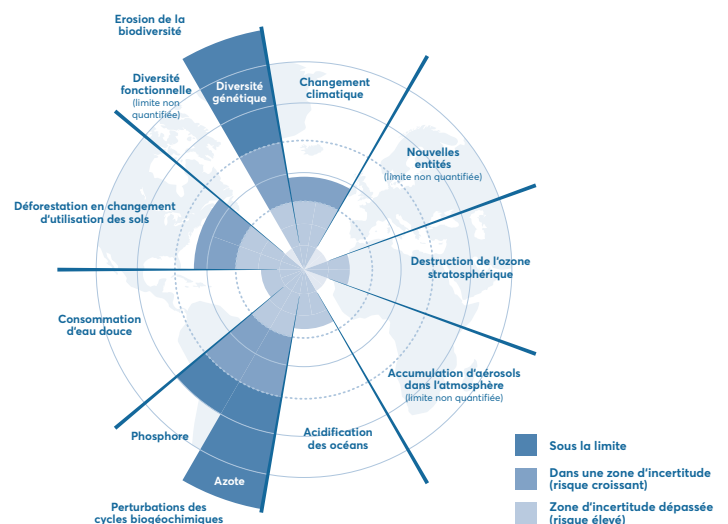 Erosion de la
biodiversité
Diversité
fonctionnelle
(limite non
quantifiée)
Diversité
génétique
Changement
climatique
Nouvelles
entités
(limite non quantifiée)
Déforestation en changement
d'utilisation des sols
Destruction de l'ozone
stratosphérique
Consommation
d'eau douce
Accumulation d'aérosols
dans l'atmosphère
(limite non quantifiée)
Phosphore
Acidification
des océans
Azote
Perturbations des
cycles biogéochimiques
Sous la limite
Dans une zone d'incertitude
(risque croissant)
Zone d'incertitude dépassée
(risque élevé)